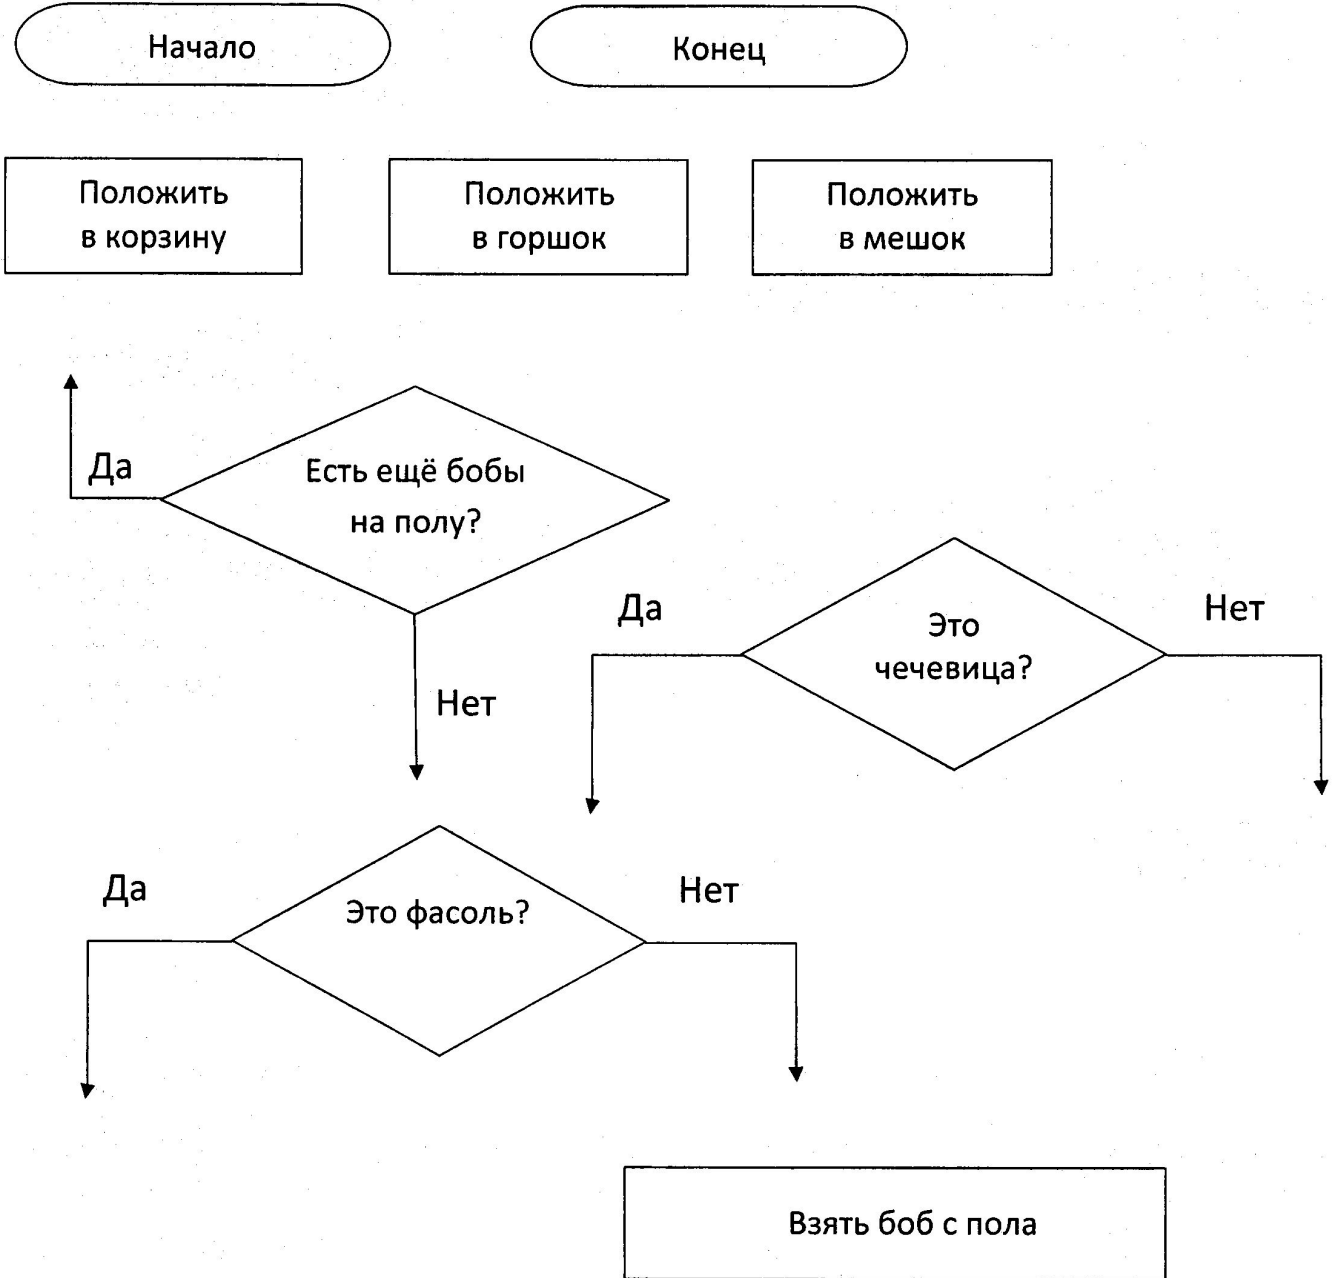 Начало
Конец
Положить
в корзину
Положить
в горшок
Положить
в мешок
Да
Есть ещё бобы
на полу?
Нет
Да
Это
чечевица?
Нет
Да
Это фасоль?
Нет
Взять боб с пола